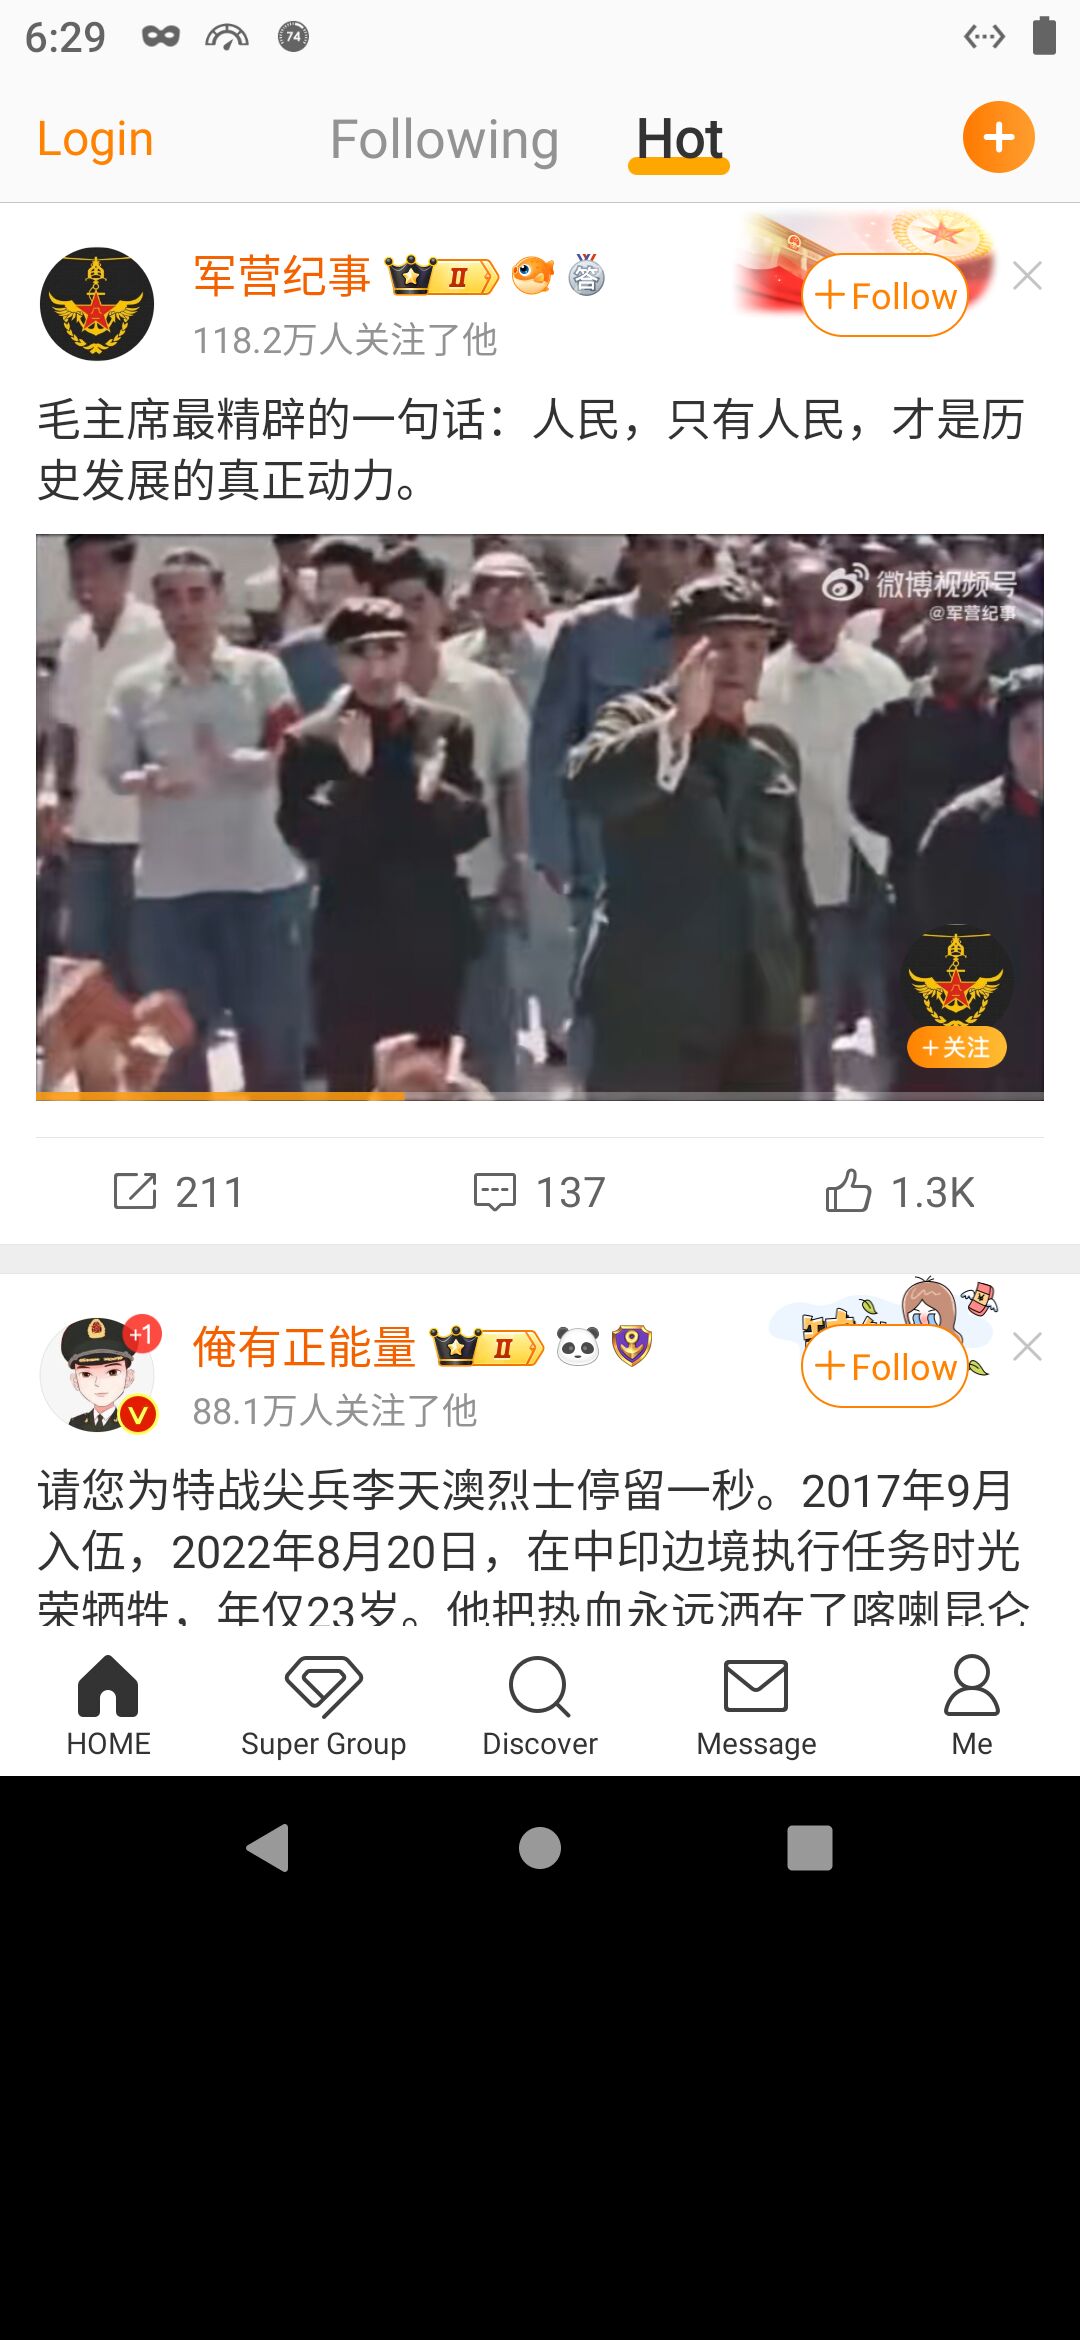 6:29
74
Login
Following
Hot
军营纪事
II
答
+Follow
118.2万人关注了他
毛主席最精辟的一句话：人民，只有人民，才是历
史发展的真正动力。
微博视频号
@军营纪事
+关注
211
137
1.3K
+1
俺有正能量
II
+Follow
V
88.1万人关注了他
请您为特战尖兵李天澳烈士停留一秒。2017年9月
入伍，2022年8月20日，在中印边境执行任务时光
荣牺牲，年仅23岁。他把热血永远洒在了喀喇昆仑
HOME
Super Group
Discover
Message
Me